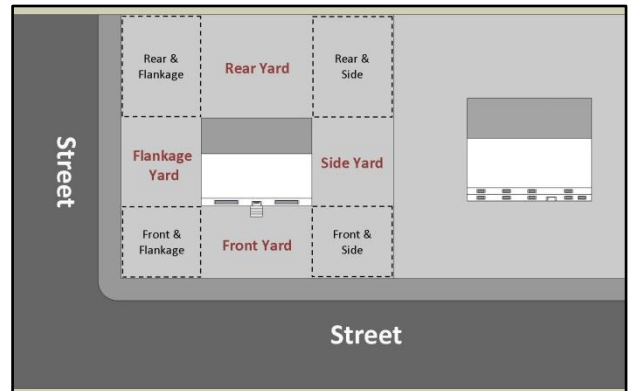 Rear &
Flankage
Rear Yard
Rear &
Side
Street
Flankage
Yard
Side Yard
Front &
Flankage
Front Yard
Front &
Side
Street